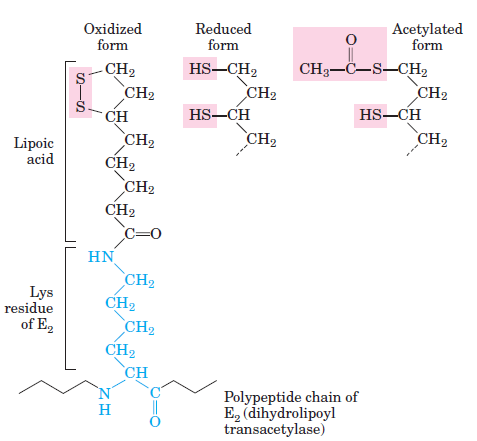 Oxidized
form
Reduced
form
Acetylated
form
O
S—CH2
CH2
S—CH
CH2
CH2
CH2
CH2
C=O
HS—CH2
CH2
HS—CH
CH2
CH3—C—S—CH2
CH2
HS—CH
CH2
Lipoic
acid
HN
CH2
CH2
CH2
CH2
CH
Lys
residue
of E2
N
H
C
O
Polypeptide chain of
E2 (dihydrolipoyl
transacetylase)